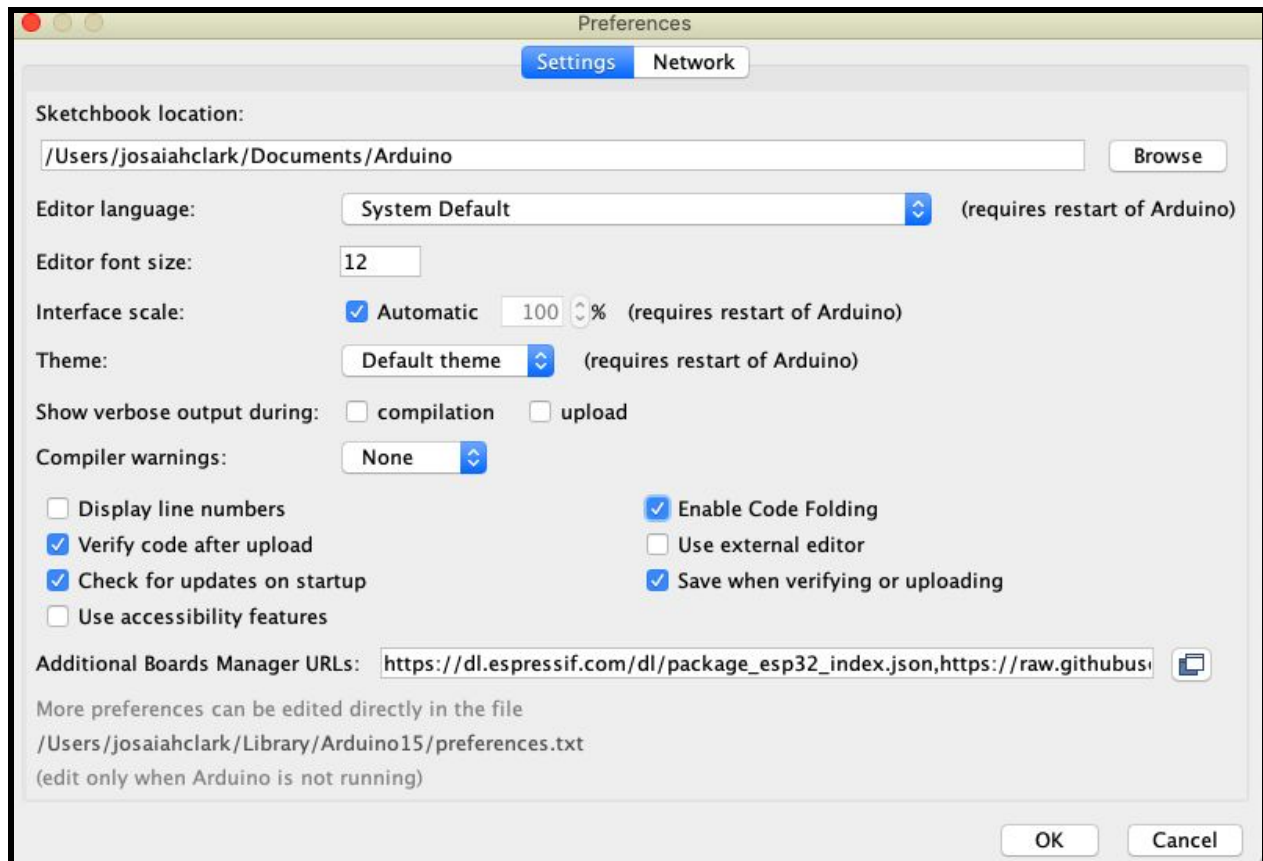 Preferences
Settings Network
Sketchbook location:
/Users/josaiahclark/Documents/Arduino Browse
Editor language: System Default (requires restart of Arduino)
Editor font size: 12
Interface scale: Automatic 100 % (requires restart of Arduino)
Theme: Default theme (requires restart of Arduino)
Show verbose output during: compilation upload
Compiler warnings: None
Display line numbers Enable Code Folding
Verify code after upload Use external editor
Check for updates on startup Save when verifying or uploading
Use accessibility features
Additional Boards Manager URLs: https://dl.espressif.com/dl/package_esp32_index.json,https://raw.githubus
More preferences can be edited directly in the file
/Users/josaiahclark/Library/Arduino15/preferences.txt
(edit only when Arduino is not running)
OK Cancel